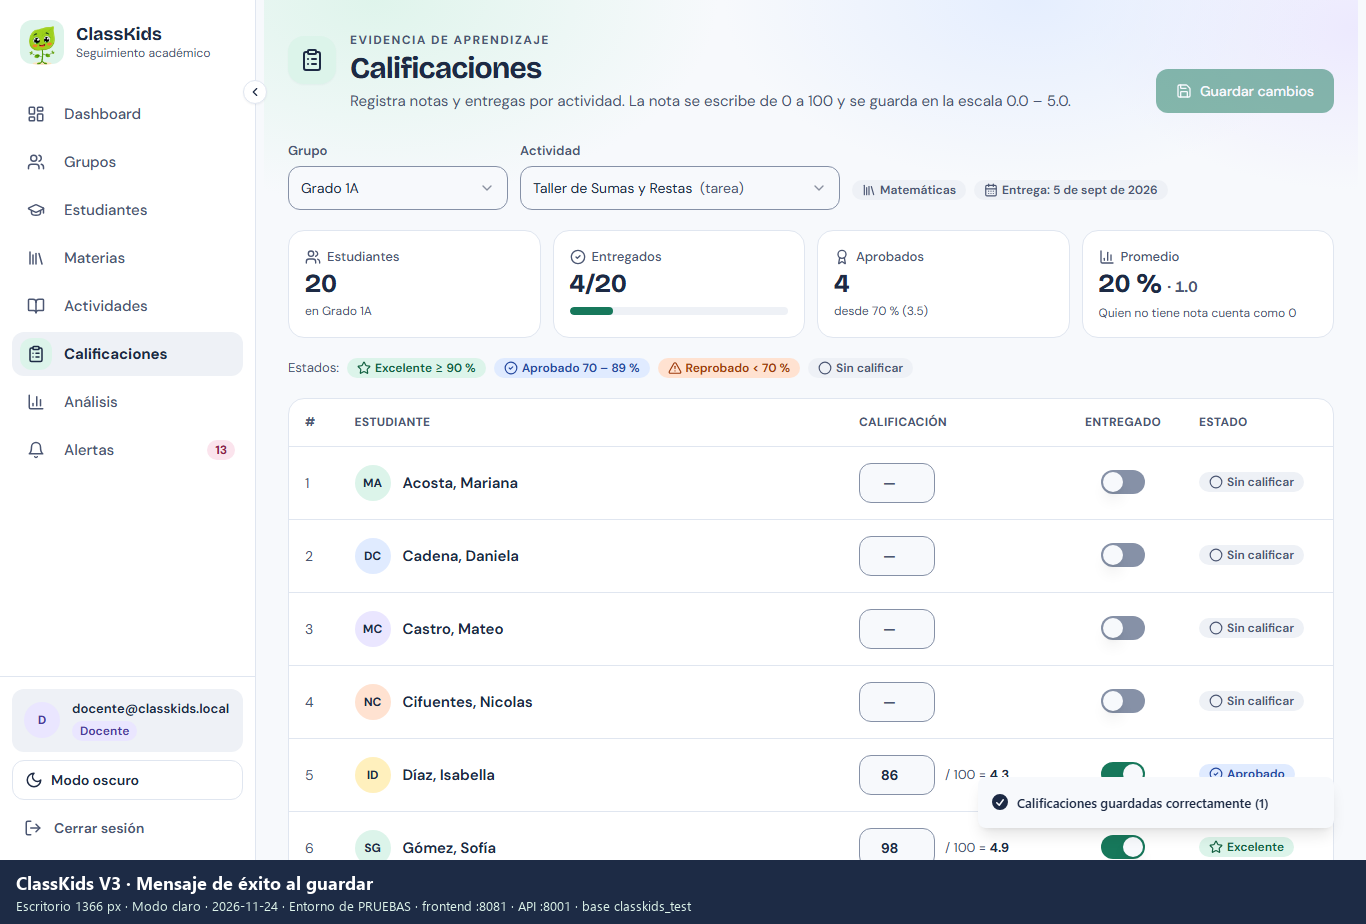 ClassKids
Seguimiento académico
Dashboard
Grupos
Estudiantes
Materias
Actividades
Calificaciones
Análisis
Alertas 13
D docente@classkids.local
Docente
Modo oscuro
Cerrar sesión
EVIDENCIA DE APRENDIZAJE
Calificaciones
Registra notas y entregas por actividad. La nota se escribe de 0 a 100 y se guarda en la escala 0.0 – 5.0.
Guardar cambios
Grupo Actividad
Grado 1A Taller de Sumas y Restas (tarea) Matemáticas Entrega: 5 de sept de 2026
Estudiantes
20
en Grado 1A
Entregados
4/20
Aprobados
4
desde 70 % (3.5)
Promedio
20 % · 1.0
Quien no tiene nota cuenta como 0
Estados: Excelente ≥ 90 % Aprobado 70 – 89 % Reprobado < 70 % Sin calificar
# ESTUDIANTE CALIFICACIÓN ENTREGADO ESTADO
1 MA Acosta, Mariana — Sin calificar
2 DC Cadena, Daniela — Sin calificar
3 MC Castro, Mateo — Sin calificar
4 NC Cifuentes, Nicolas — Sin calificar
5 ID Díaz, Isabella 86 / 100 = 4.3 Aprobado
Calificaciones guardadas correctamente (1)
6 SG Gómez, Sofía 98 / 100 = 4.9 Excelente
ClassKids V3 · Mensaje de éxito al guardar
Escritorio 1366 px · Modo claro · 2026-11-24 · Entorno de PRUEBAS · frontend :8081 · API :8001 · base classkids_test